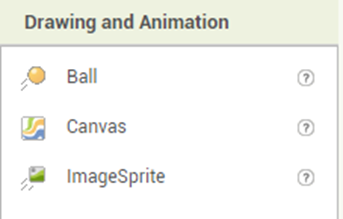 Drawing and Animation
Ball ?
Canvas ?
ImageSprite ?